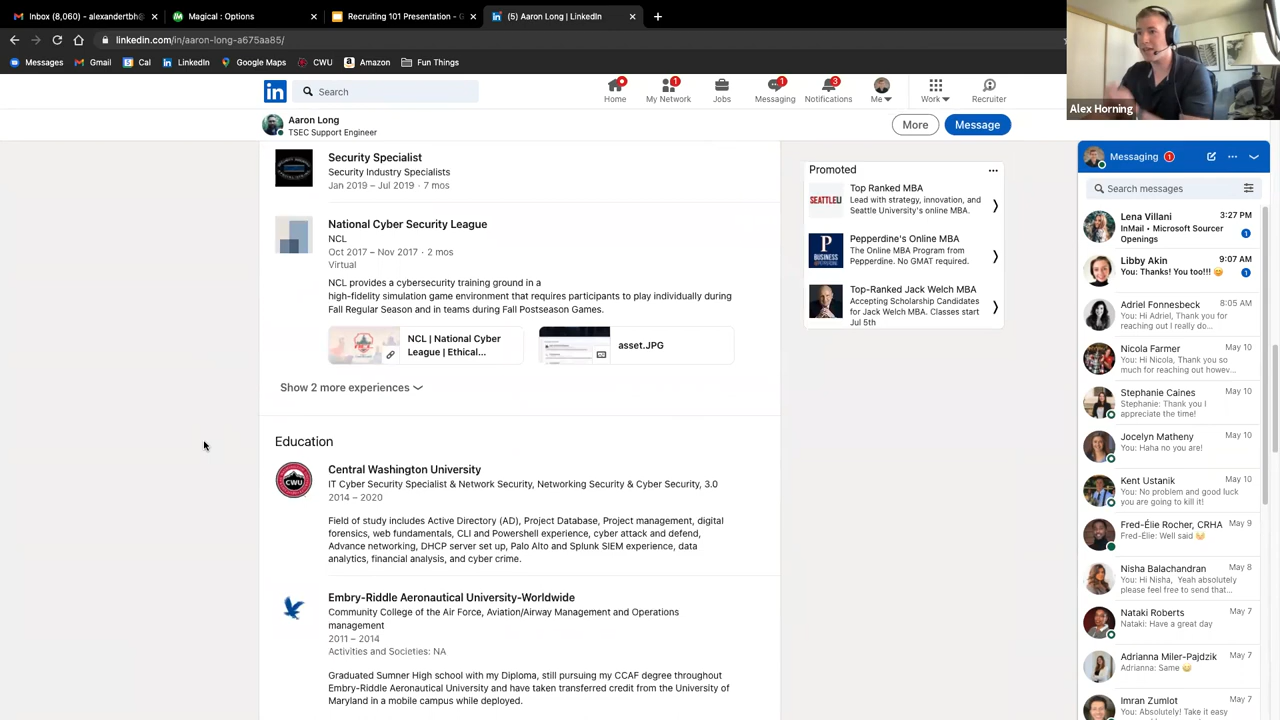 Inbox (8,060) - alexandertbh@
Magical : Options
Recruiting 101 Presentation - G
(5) Aaron Long | LinkedIn
linkedin.com/in/aaron-long-a675aa85/
Messages
Gmail
Cal
LinkedIn
Google Maps
CWU
Amazon
Fun Things
Alex Horning
in
Search
Home
My Network
1
Jobs
Messaging
1
Notifications
3
Me
Work
Recruiter
Aaron Long
TSEC Support Engineer
More
Message
Security Specialist
Security Industry Specialists
Jan 2019 – Jul 2019 · 7 mos
National Cyber Security League
NCL
Oct 2017 – Nov 2017 · 2 mos
Virtual
NCL provides a cybersecurity training ground in a
high-fidelity simulation game environment that requires participants to play individually during
Fall Regular Season and in teams during Fall Postseason Games.
NCL | National Cyber
League | Ethical...
asset.JPG
Show 2 more experiences
Education
CWU
Central Washington University
IT Cyber Security Specialist & Network Security, Networking Security & Cyber Security, 3.0
2014 – 2020
Field of study includes Active Directory (AD), Project Database, Project management, digital
forensics, web fundamentals, CLI and Powershell experience, cyber attack and defend,
Advance networking, DHCP server set up, Palo Alto and Splunk SIEM experience, data
analytics, financial analysis, and cyber crime.
Embry-Riddle Aeronautical University-Worldwide
Community College of the Air Force, Aviation/Airway Management and Operations
management
2011 – 2014
Activities and Societies: NA
Graduated Sumner High school with my Diploma, still pursuing my CCAF degree throughout
Embry-Riddle Aeronautical University and have taken transferred credit from the University of
Maryland in a mobile campus while deployed.
Promoted
SEATTLEU
Top Ranked MBA
Lead with strategy, innovation, and
Seattle University's online MBA.
Pepperdine's Online MBA
The Online MBA Program from
Pepperdine. No GMAT required.
Top-Ranked Jack Welch MBA
Accepting Scholarship Candidates
for Jack Welch MBA. Classes start
Jul 5th
Messaging
1
Search messages
Lena Villani
3:27 PM
InMail • Microsoft Sourcer
Openings
1
Libby Akin
9:07 AM
You: Thanks! You too!!! 😊
1
Adriel Fonnesbeck
8:05 AM
You: Hi Adriel, Thank you for
reaching out I really do...
Nicola Farmer
May 10
You: Hi Nicola, Thank you so
much for reaching out howev...
Stephanie Caines
May 10
Stephanie: Thank you I
appreciate the time!
Jocelyn Matheny
May 10
You: Haha no you are!
Kent Ustanik
May 10
You: No problem and good luck
you are going to kill it!
Fred-Élie Rocher, CRHA
May 9
Fred-Élie: Well said
Nisha Balachandran
May 8
You: Hi Nisha, Yeah absolutely
please feel free to send that...
Nataki Roberts
May 7
Nataki: Have a great day
Adrianna Miler-Pajdzik
May 7
Adrianna: Same
Imran Zumlot
May 7
You: Absolutely! Take it easy